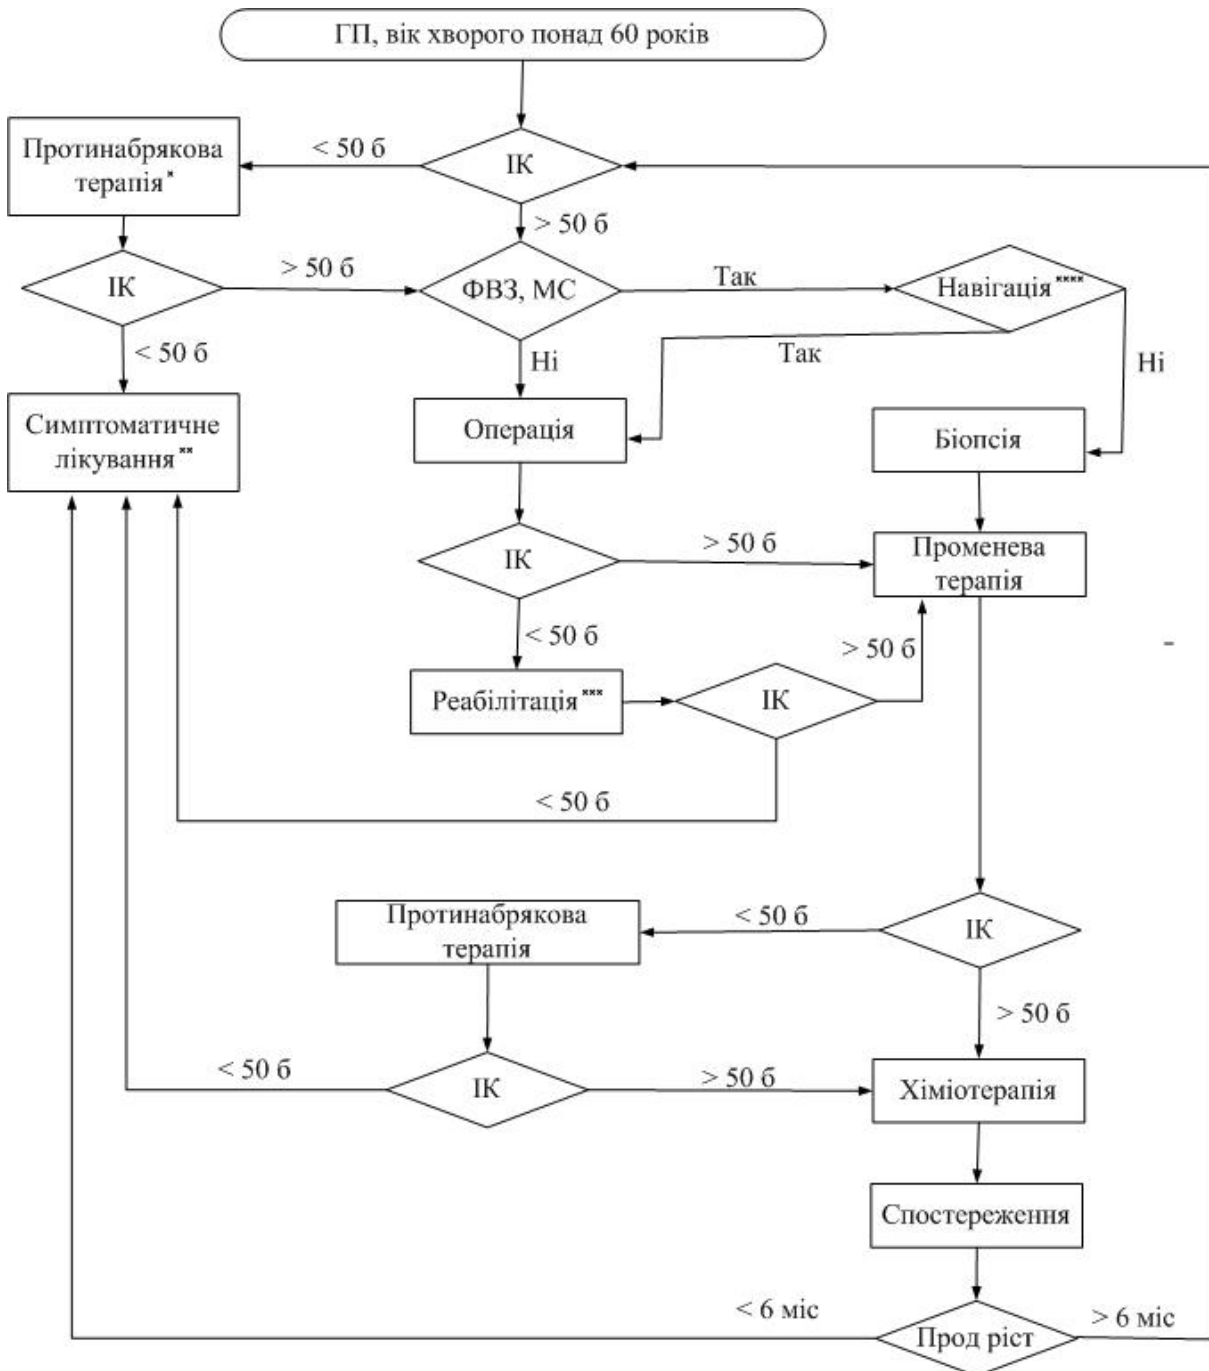 ГП, вік хворого понад 60 років
Протинабрякова
терапія*
< 50 б
ІК
> 50 б
ІК
> 50 б
ФВЗ, МС
Так
Навігація****
< 50 б
Ні
Так
Ні
Симптоматичне
лікування**
Операція
Біопсія
ІК
> 50 б
Променева
терапія
< 50 б
> 50 б
-
Реабілітація***
ІК
< 50 б
Протинабрякова
терапія
< 50 б
ІК
> 50 б
< 50 б
ІК
> 50 б
Хіміотерапія
Спостереження
< 6 міс
Прод ріст
> 6 міс